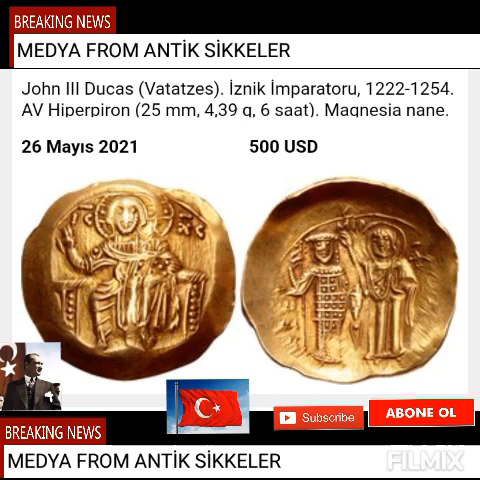 BREAKING NEWS
MEDYA FROM ANTİK SİKKELER
John III Ducas (Vatatzes). İznik İmparatoru, 1222-1254.
AV Hiperpiron (25 mm, 4,39 g, 6 saat). Magnesia nane.
26 Mayıs 2021 500 USD
IC XC
Subscribe
ABONE OL
BREAKING NEWS
MEDYA FROM ANTİK SİKKELER
FILMIX